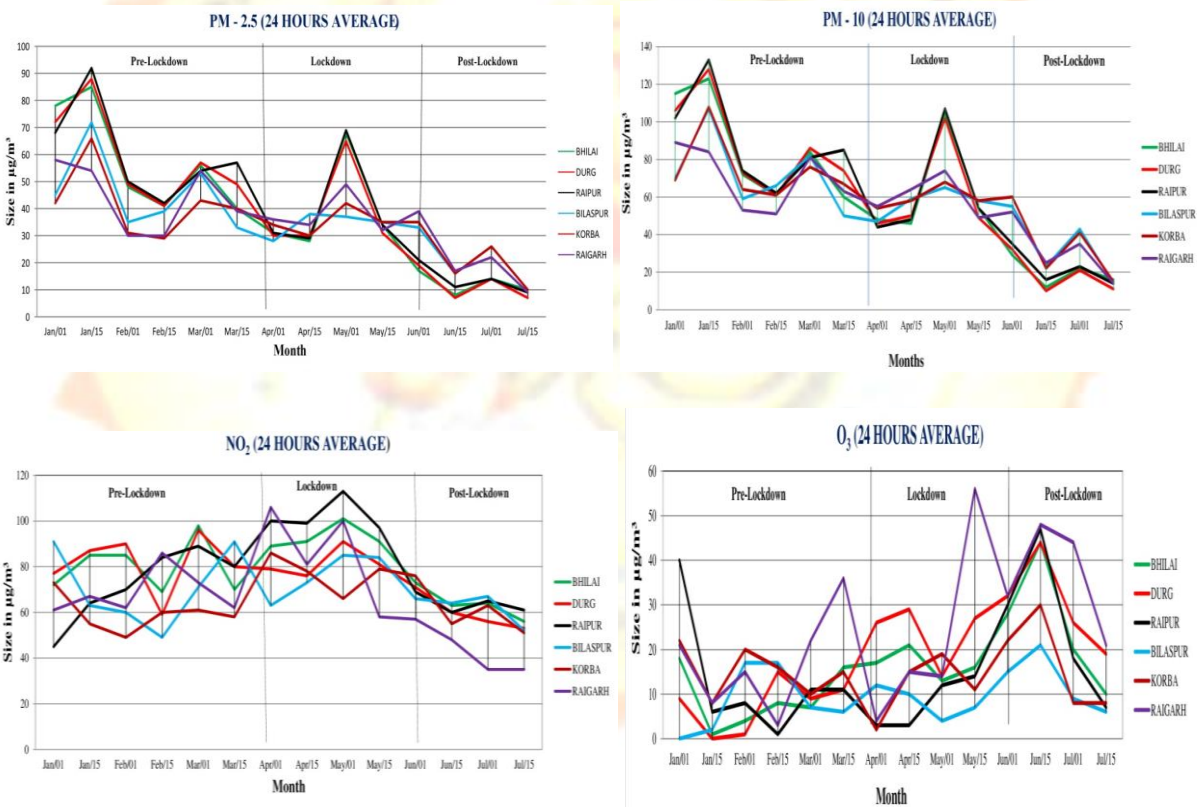 PM - 2.5 (24 HOURS AVERAGE)
Size in µg/m³
100
90
80
70
60
50
40
30
20
10
0
Pre-Lockdown Lockdown Post-Lockdown
BHILAI
DURG
RAIPUR
BILASPUR
KORBA
RAIGARH
Jan/01 Jan/15 Feb/01 Feb/15 Mar/01 Mar/15 Apr/01 Apr/15 May/01 May/15 Jun/01 Jun/15 Jul/01 Jul/15
Month
PM - 10 (24 HOURS AVERAGE)
Size in µg/m³
140
120
100
80
60
40
20
0
Pre-Lockdown Lockdown Post-Lockdown
BHILAI
DURG
RAIPUR
BILASPUR
KORBA
RAIGARH
Jan/01 Jan/15 Feb/01 Feb/15 Mar/01 Mar/15 Apr/01 Apr/15 May/01 May/15 Jun/01 Jun/15 Jul/01 Jul/15
Months
NO₂ (24 HOURS AVERAGE)
Size in µg/m³
120
100
80
60
40
20
0
Pre-Lockdown Lockdown Post-Lockdown
BHILAI
DURG
RAIPUR
BILASPUR
KORBA
RAIGARH
Jan/01 Jan/15 Feb/01 Feb/15 Mar/01 Mar/15 Apr/01 Apr/15 May/01 May/15 Jun/01 Jun/15 Jul/01 Jul/15
Month
O₃ (24 HOURS AVERAGE)
Size in µg/m³
60
50
40
30
20
10
0
Pre-Lockdown Lockdown Post-Lockdown
BHILAI
DURG
RAIPUR
BILASPUR
KORBA
RAIGARH
Jan/01 Jan/15 Feb/01 Feb/15 Mar/01 Mar/15 Apr/01 Apr/15 May/01 May/15 Jun/01 Jun/15 Jul/01 Jul/15
Month